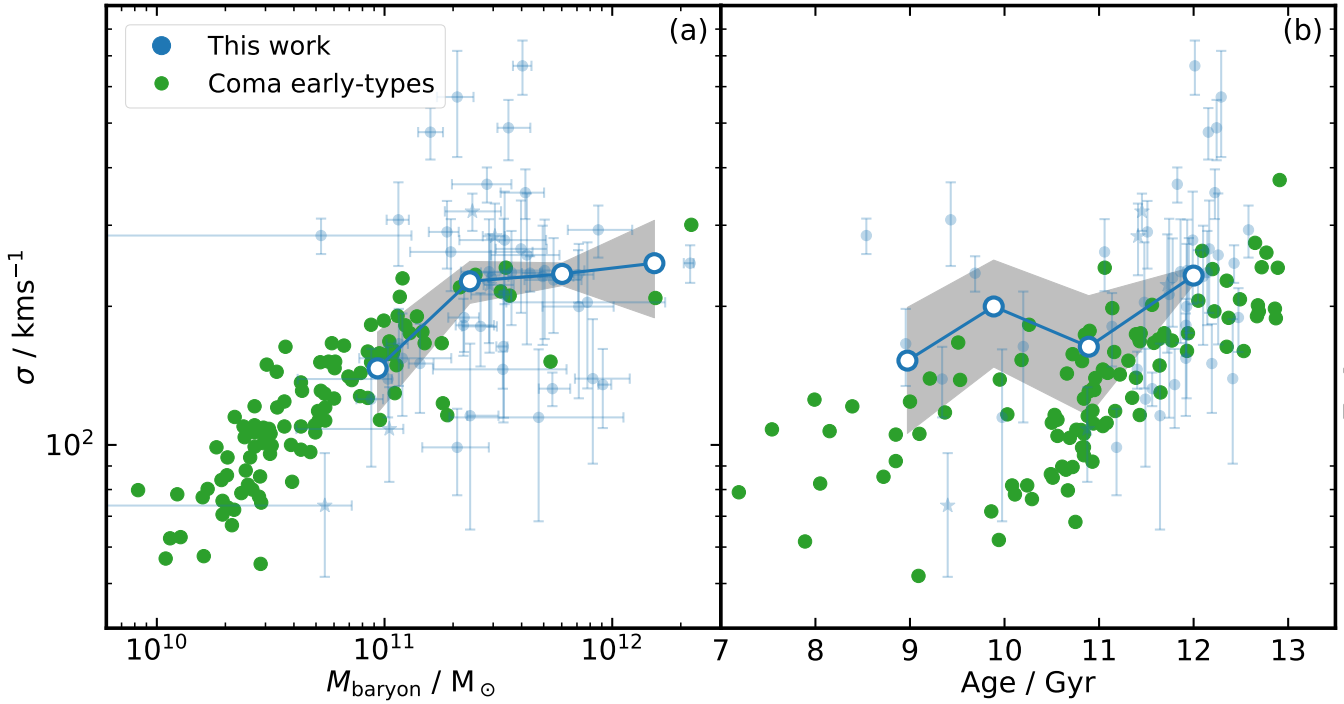 (a)
(b)
This work
Coma early-types
σ / kms⁻¹
10²
10¹⁰ 10¹¹ 10¹² 7 8 9 10 11 12 13
M_baryon / M_⊙ Age / Gyr